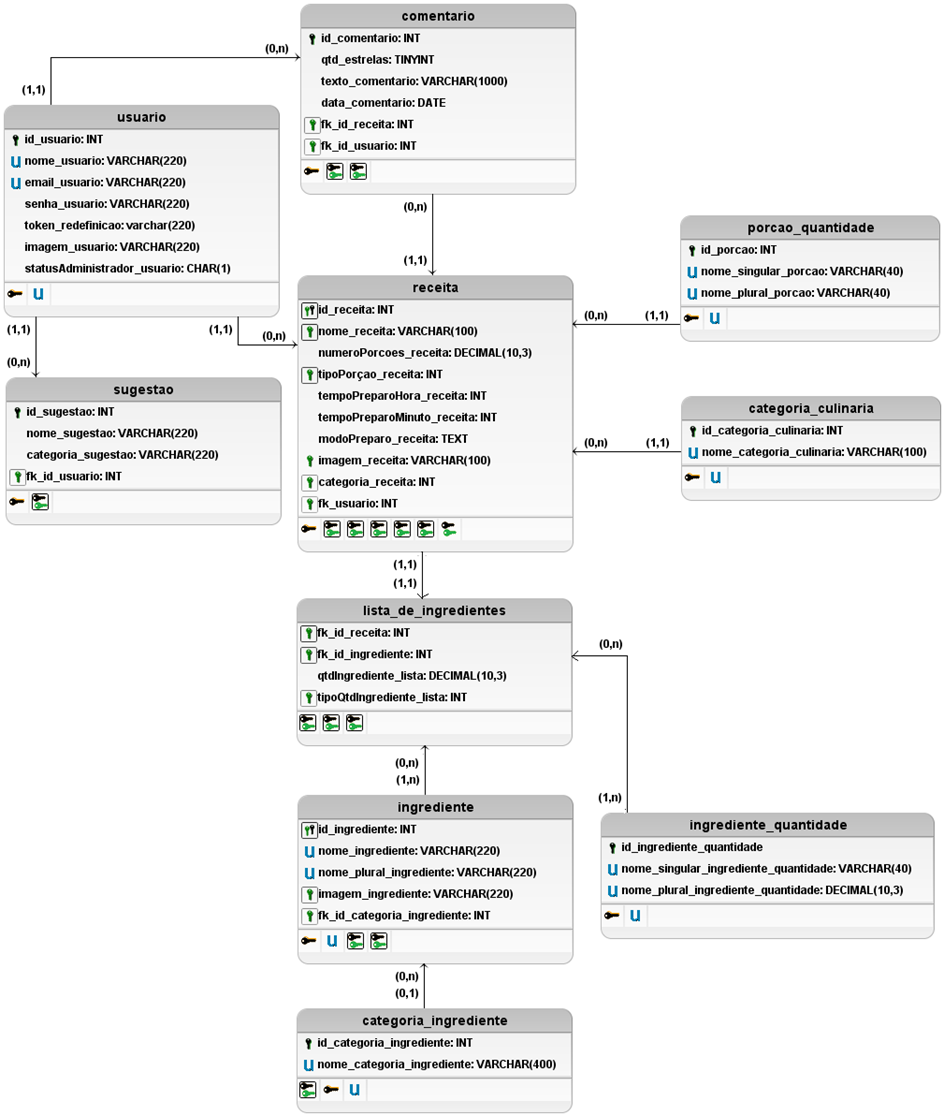 comentario
id_comentario: INT
qtd_estrelas: TINYINT
texto_comentario: VARCHAR(1000)
data_comentario: DATE
fk_id_receita: INT
fk_id_usuario: INT
(0,n)
(1,1)
usuario
id_usuario: INT
nome_usuario: VARCHAR(220)
email_usuario: VARCHAR(220)
senha_usuario: VARCHAR(220)
token_redefinicao: varchar(220)
imagem_usuario: VARCHAR(220)
statusAdministrador_usuario: CHAR(1)
(0,n)
(1,1)
porcao_quantidade
id_porcao: INT
nome_singular_porcao: VARCHAR(40)
nome_plural_porcao: VARCHAR(40)
(1,1)
(0,n)
(1,1)
(0,n)
receita
id_receita: INT
nome_receita: VARCHAR(100)
numeroPorcoes_receita: DECIMAL(10,3)
tipoPorçao_receita: INT
tempoPreparoHora_receita: INT
tempoPreparoMinuto_receita: INT
modoPreparo_receita: TEXT
imagem_receita: VARCHAR(100)
categoria_receita: INT
fk_usuario: INT
(0,n)
(1,1)
sugestao
id_sugestao: INT
nome_sugestao: VARCHAR(220)
categoria_sugestao: VARCHAR(220)
fk_id_usuario: INT
categoria_culinaria
id_categoria_culinaria: INT
nome_categoria_culinaria: VARCHAR(100)
(0,n)
(1,1)
(1,1)
(1,1)
lista_de_ingredientes
fk_id_receita: INT
fk_id_ingrediente: INT
qtdIngrediente_lista: DECIMAL(10,3)
tipoQtdIngrediente_lista: INT
(0,n)
(1,n)
(0,n)
(1,n)
ingrediente
id_ingrediente: INT
nome_ingrediente: VARCHAR(220)
nome_plural_ingrediente: VARCHAR(220)
imagem_ingrediente: VARCHAR(220)
fk_id_categoria_ingrediente: INT
ingrediente_quantidade
id_ingrediente_quantidade
nome_singular_ingrediente_quantidade: VARCHAR(40)
nome_plural_ingrediente_quantidade: DECIMAL(10,3)
(0,n)
(0,1)
categoria_ingrediente
id_categoria_ingrediente: INT
nome_categoria_ingrediente: VARCHAR(400)